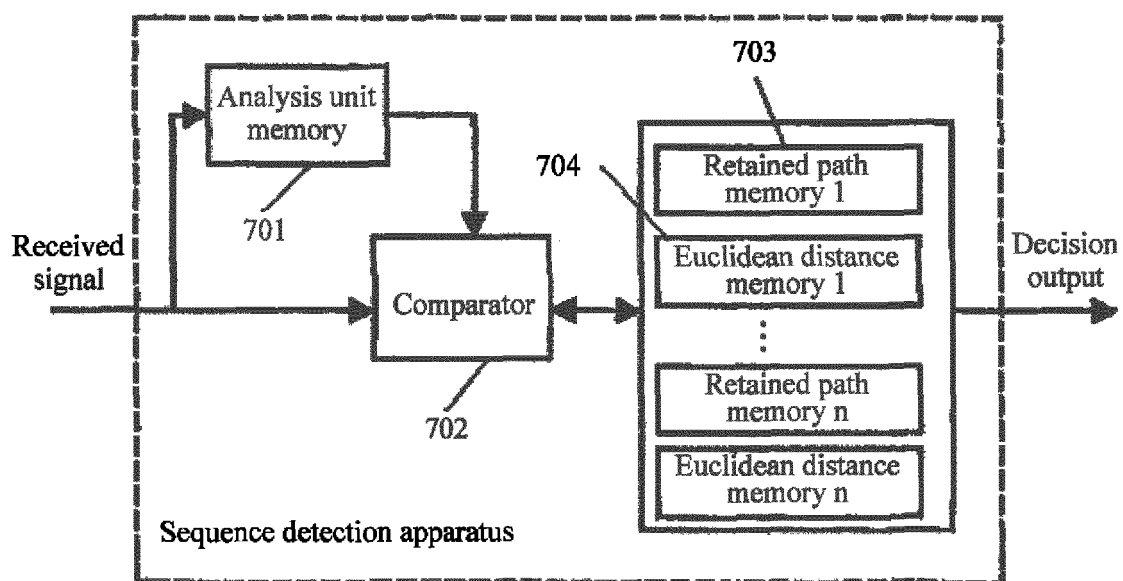 703
Analysis unit
memory
704
Retained path
memory 1
701
Received
signal
Euclidean distance
memory 1
Decision
output
Comparator
⋮
702
Retained path
memory n
Euclidean distance
memory n
Sequence detection apparatus